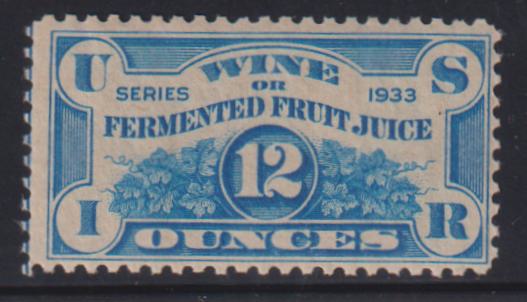 U WINE S
OR
SERIES 1933
FERMENTED FRUIT JUICE
12
I R
OUNCES